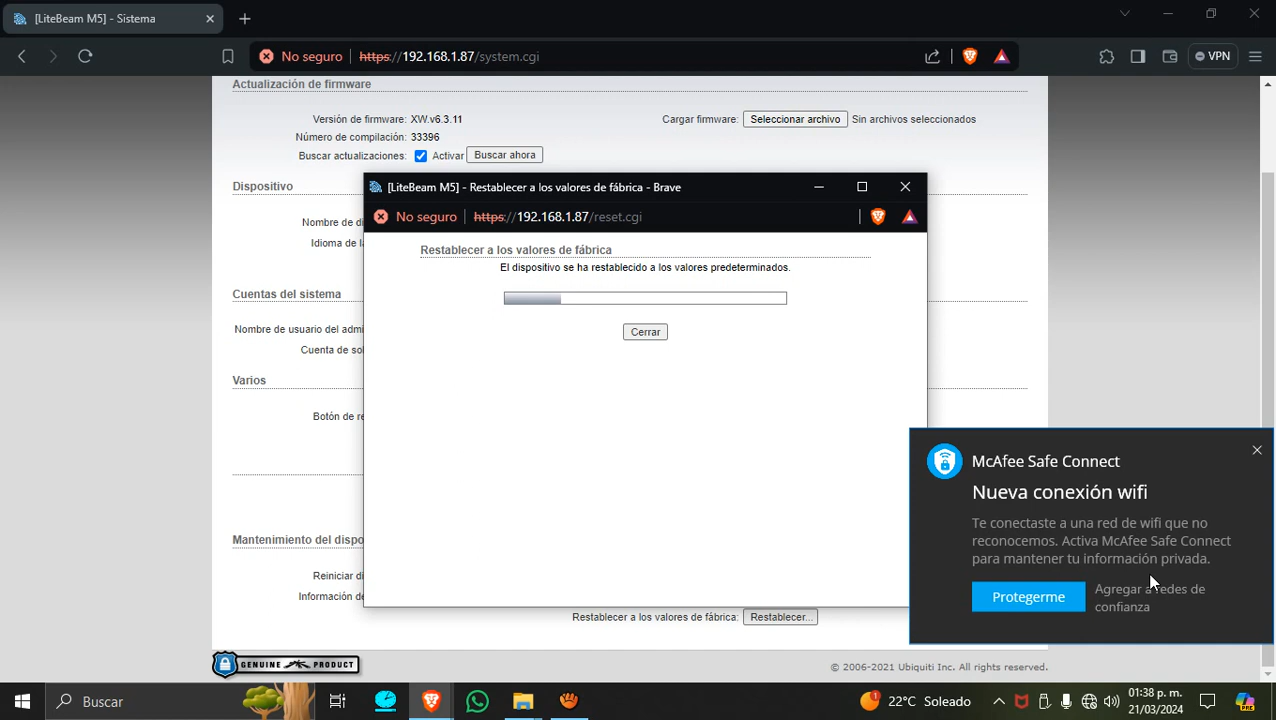 [LiteBeam M5] - Sistema
No seguro https://192.168.1.87/system.cgi
VPN
Actualización de firmware
Versión de firmware: XW.v6.3.11
Cargar firmware: Seleccionar archivo Sin archivos seleccionados
Número de compilación: 33396
Buscar actualizaciones: Activar Buscar ahora
Dispositivo
Nombre de di
Idioma de l
Cuentas del sistema
Nombre de usuario del admi
Cuenta de sol
Varios
Botón de re
Mantenimiento del dispo
Reiniciar di
Información de
Restablecer a los valores de fábrica: Restablecer...
[LiteBeam M5] - Restablecer a los valores de fábrica - Brave
No seguro https://192.168.1.87/reset.cgi
Restablecer a los valores de fábrica
El dispositivo se ha restablecido a los valores predeterminados.
Cerrar
McAfee Safe Connect
Nueva conexión wifi
Te conectaste a una red de wifi que no
reconocemos. Activa McAfee Safe Connect
para mantener tu información privada.
Protegerme
Agregar a redes de
confianza
GENUINE PRODUCT
© 2006-2021 Ubiquiti Inc. All rights reserved.
Buscar
1
22°C Soleado
01:38 p. m.
21/03/2024